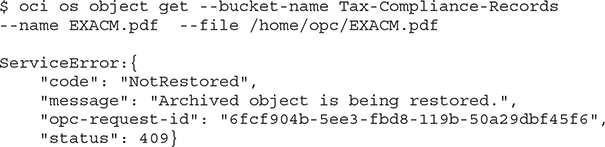 $ oci os object get --bucket-name Tax-Compliance-Records
--name EXACM.pdf  --file /home/opc/EXACM.pdf
ServiceError:{
    "code": "NotRestored",
    "message": "Archived object is being restored.",
    "opc-request-id": "6fcf904b-5ee3-fbd8-119b-50a29dbf45f6",
    "status": 409}